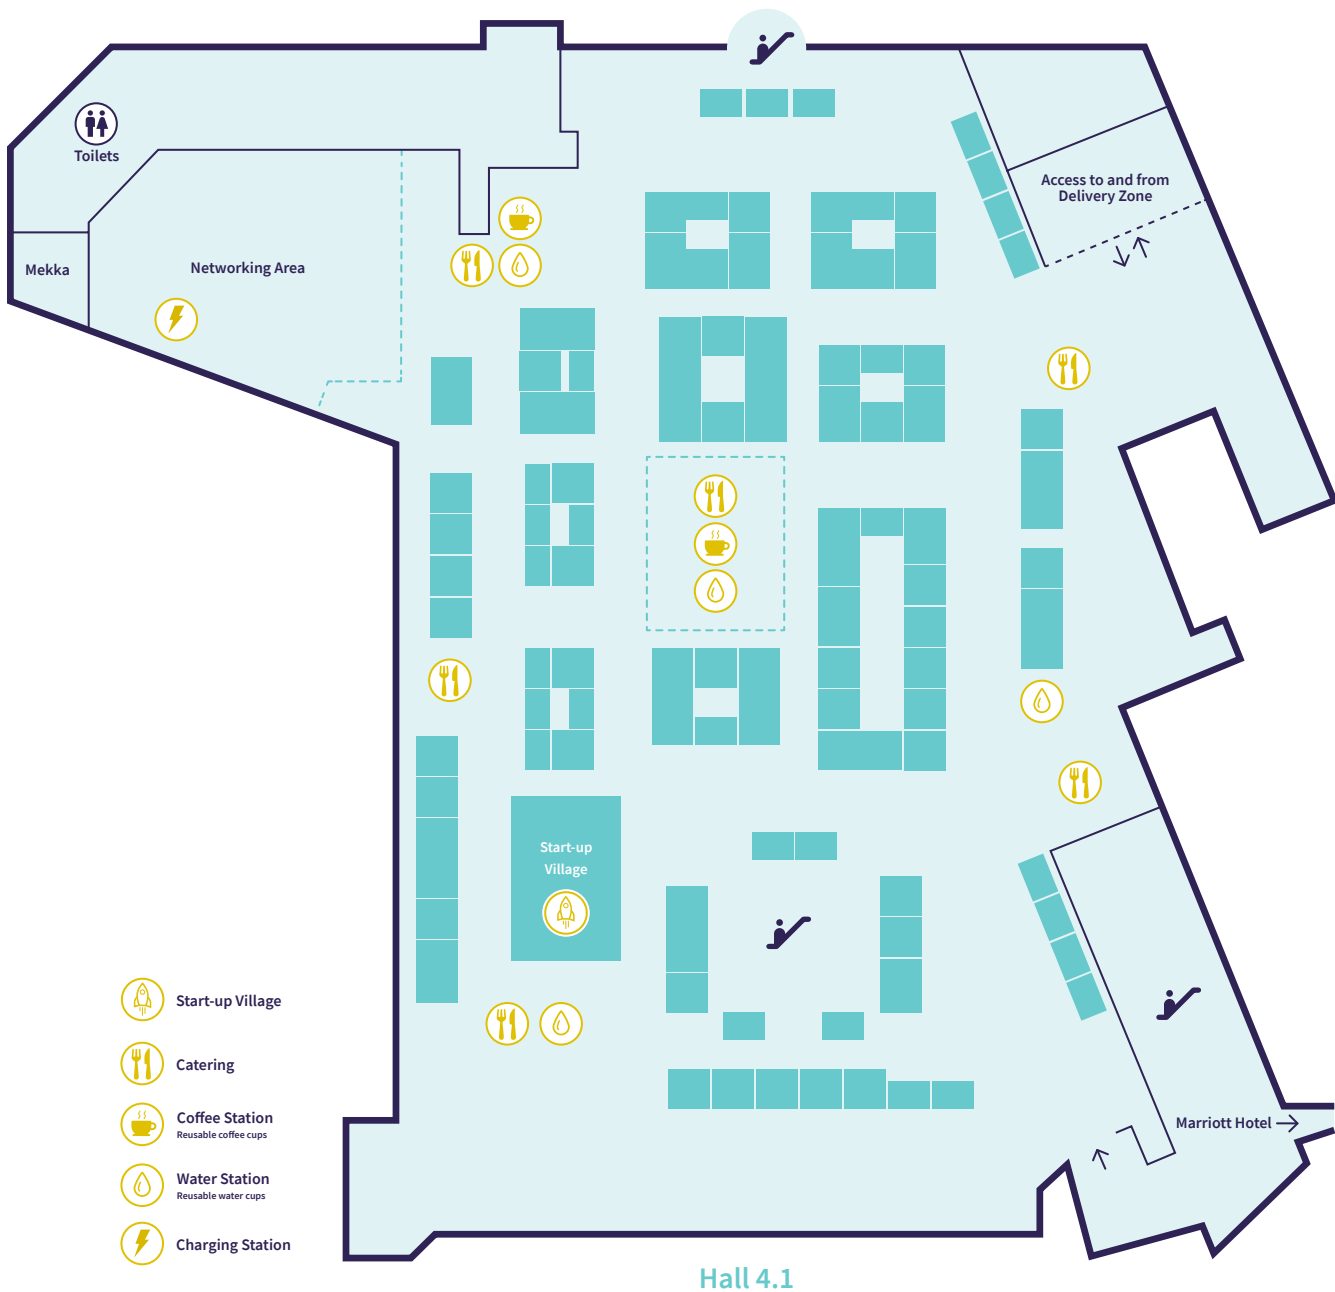 Toilets
Access to and from
Delivery Zone
Mekka
Networking Area
Start-up
Village
Start-up Village
Catering
Coffee Station
Reusable coffee cups
Water Station
Reusable water cups
Charging Station
Marriott Hotel
Hall 4.1